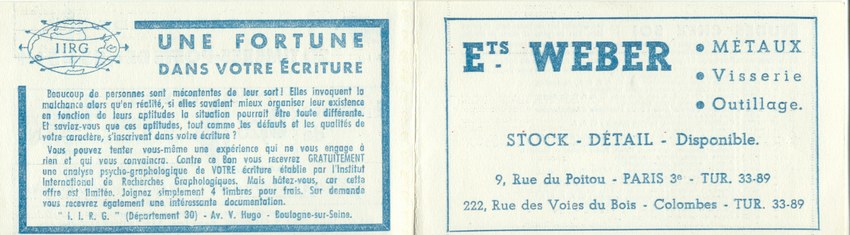 IIRG
UNE FORTUNE
DANS VOTRE ÉCRITURE
Beaucoup de personnes sont mécontentes de leur sort ! Elles invoquent la
malchance alors qu'en réalité, si elles savaient mieux organiser leur existence
en fonction de leurs aptitudes la situation pourrait être toute différente.
Et saviez-vous que ces aptitudes, tout comme les défauts et les qualités de
votre caractère, s'inscrivent dans votre écriture ?
Vous pouvez tenter vous-même une expérience qui ne vous engage à
rien et qui vous convaincra. Contre ce Bon vous recevrez GRATUITEMENT
une analyse psycho-graphologique de VOTRE écriture établie par l'Institut
International de Recherches Graphologiques. Mais hâtez-vous, car cette
offre est limitée. Joignez simplement 4 timbres pour frais. Sur demande
vous recevrez également une intéressante documentation.
" I. I. R. G. " (Département 30) - Av. V. Hugo - Boulogne-sur-Seine.
ETS WEBER
• MÉTAUX
• Visserie
• Outillage.
STOCK - DÉTAIL - Disponible.
9, Rue du Poitou - PARIS 3e - TUR. 33-89
222, Rue des Voies du Bois - Colombes - TUR. 33-89